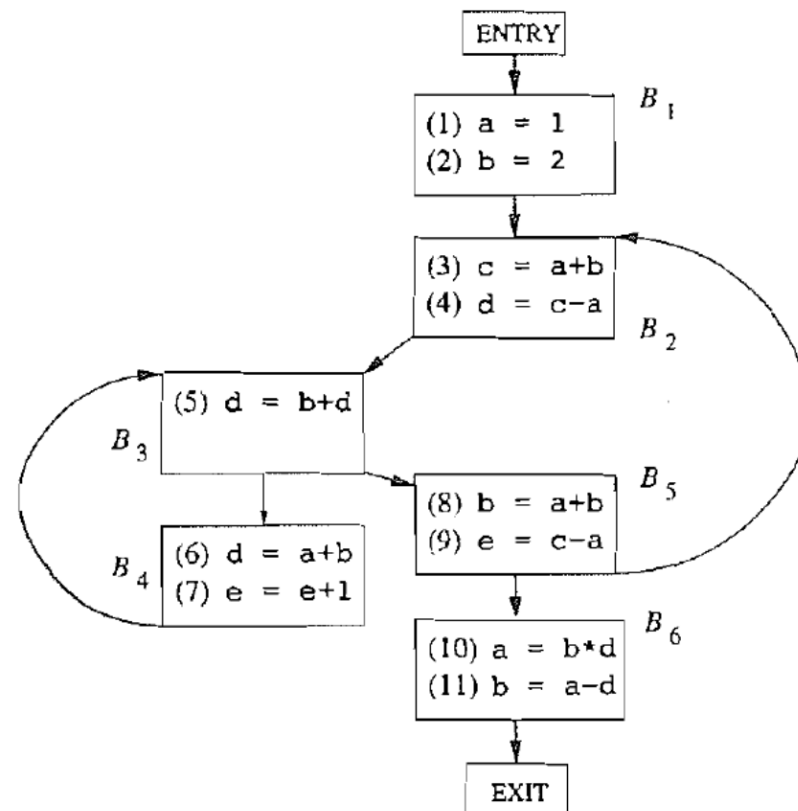 ENTRY
B1
(1) a = 1
(2) b = 2
(3) c = a+b
(4) d = c-a
B2
(5) d = b+d
B3
B5
(8) b = a+b
(9) e = c-a
B4
(6) d = a+b
(7) e = e+1
B6
(10) a = b*d
(11) b = a-d
EXIT